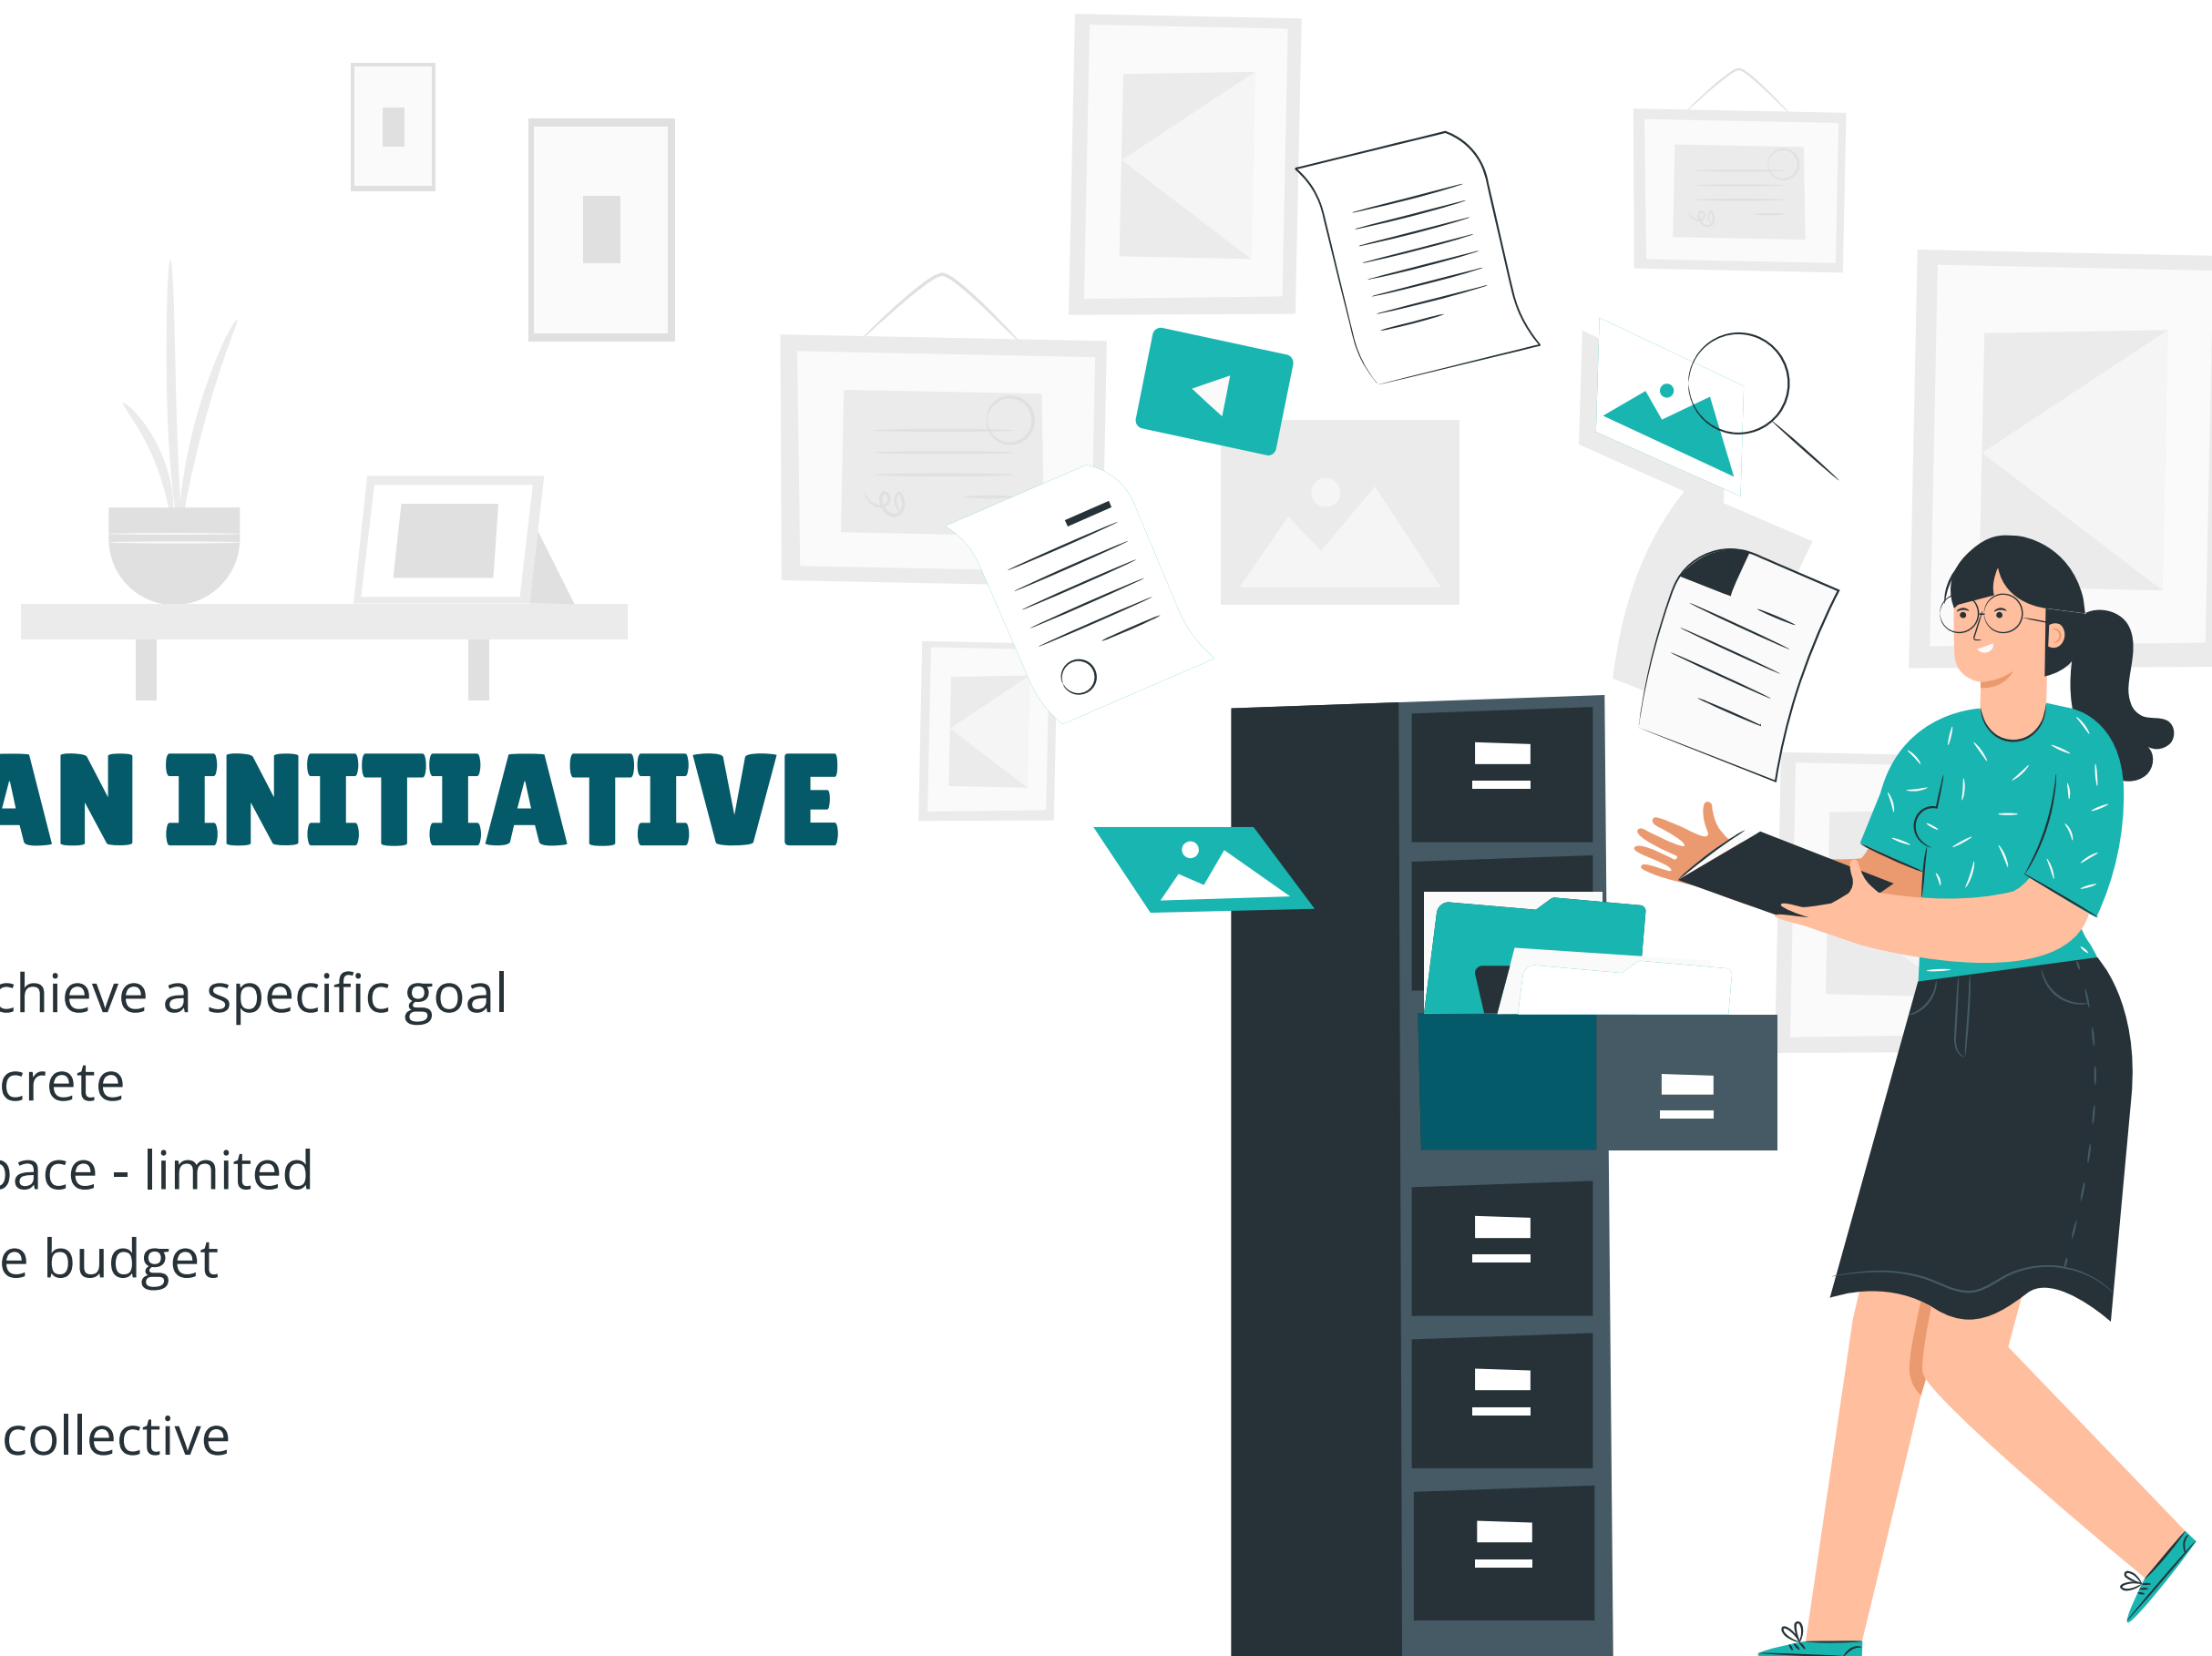 AN INITIATIVE
chieve a specific goal
crete
pace - limited
e budget
collective